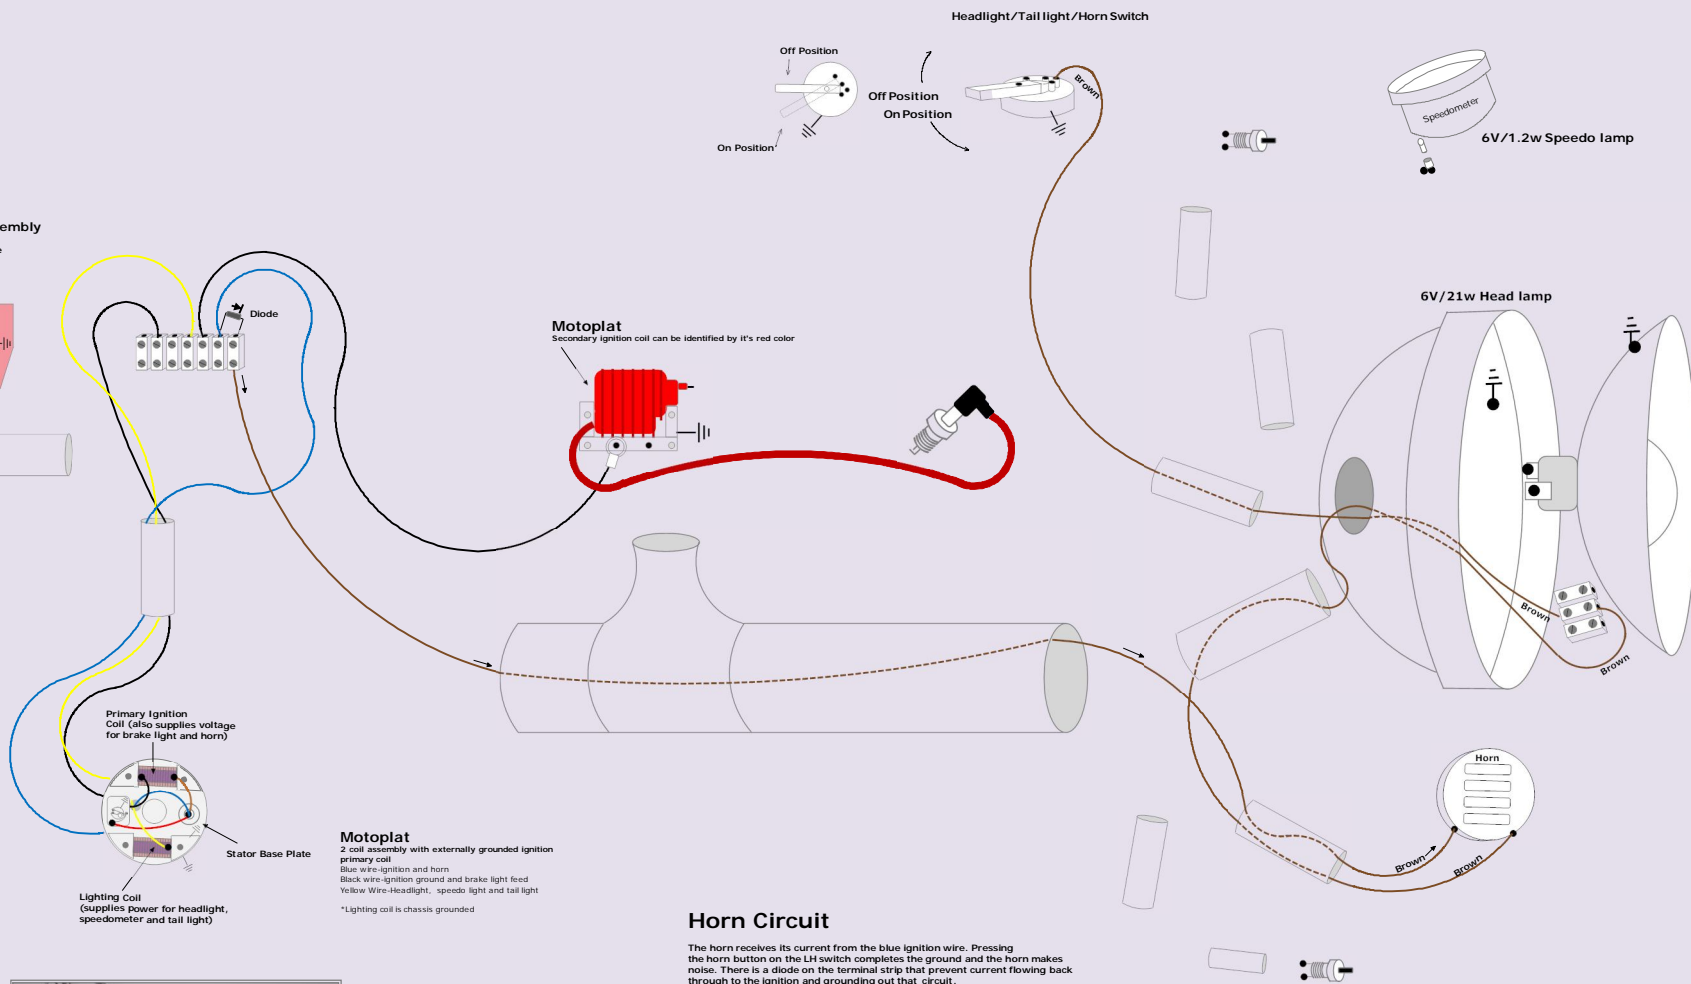 Headlight/Tail light/Horn Switch
Off Position
Off Position
On Position
On Position
Brown
Speedometer
6V/1.2w Speedo lamp
embly
e
Diode
Motoplat
Secondary ignition coil can be identified by it's red color
6V/21w Head lamp
Brown
Brown
Primary Ignition
Coil (also supplies voltage
for brake light and horn)
Stator Base Plate
Lighting Coil
(supplies power for headlight,
speedometer and tail light)
Motoplat
2 coil assembly with externally grounded ignition
primary coil
Blue wire-ignition and horn
Black wire-ignition ground and brake light feed
Yellow Wire-Headlight, speedo light and tail light
*Lighting coil is chassis grounded
Horn
Brown
Brown
Horn Circuit
The horn receives its current from the blue ignition wire. Pressing
the horn button on the LH switch completes the ground and the horn makes
noise. There is a diode on the terminal strip that prevent current flowing back
through to the ignition and grounding out that circuit.